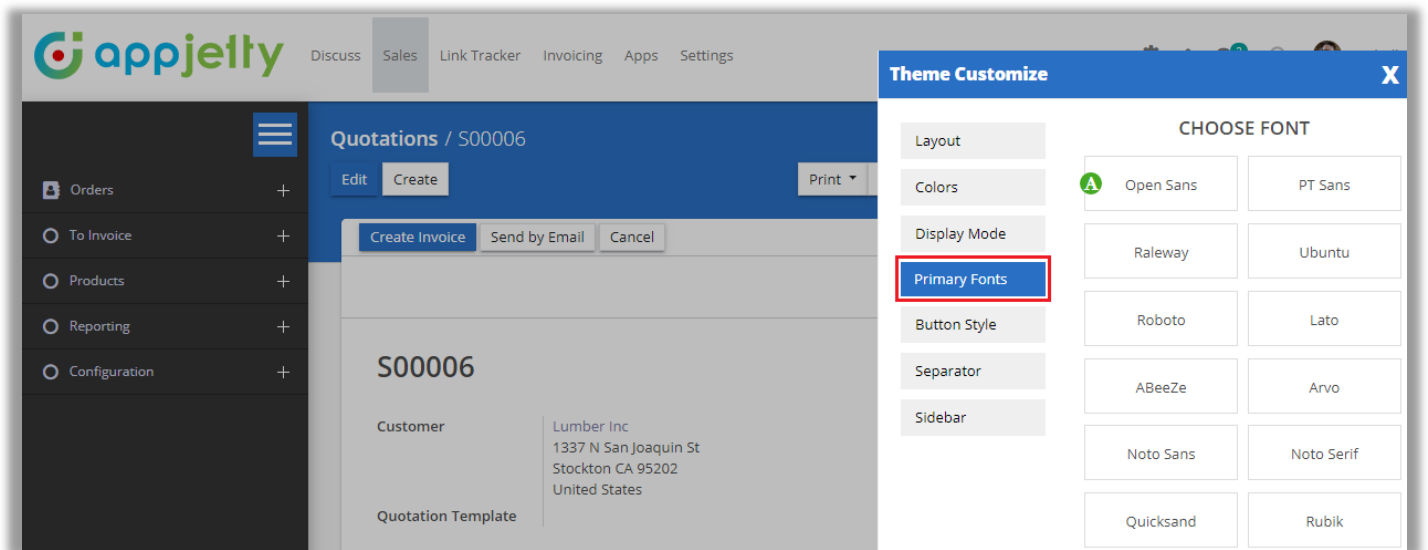 appjetty
Discuss Sales Link Tracker Invoicing Apps Settings
Theme Customize X
Quotations / S00006
Edit Create Print
Create Invoice Send by Email Cancel
Orders +
To Invoice +
Products +
Reporting +
Configuration +
S00006
Customer Lumber Inc
1337 N San Joaquin St
Stockton CA 95202
United States
Quotation Template
Layout
Colors
Display Mode
Primary Fonts
Button Style
Separator
Sidebar
CHOOSE FONT
A Open Sans PT Sans
Raleway Ubuntu
Roboto Lato
ABeeZe Arvo
Noto Sans Noto Serif
Quicksand Rubik